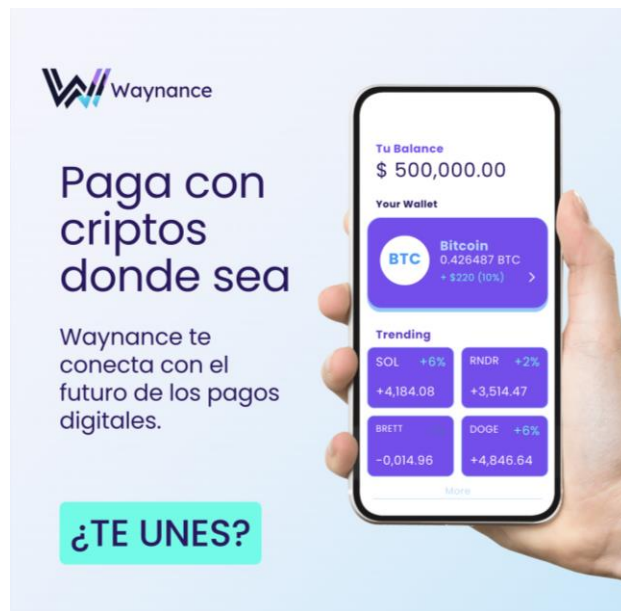 Waynance
Paga con
criptos
donde sea
Waynance te
conecta con el
futuro de los pagos
digitales.
¿TE UNES?
Tu Balance
$ 500,000.00
Your Wallet
BTC
Bitcoin
0.426487 BTC
+ $220 (10%)
Trending
SOL +6%
+4,184.08
RNDR +2%
+3,514.47
BRETT
-0,014.96
DOGE +6%
+4,846.64
More